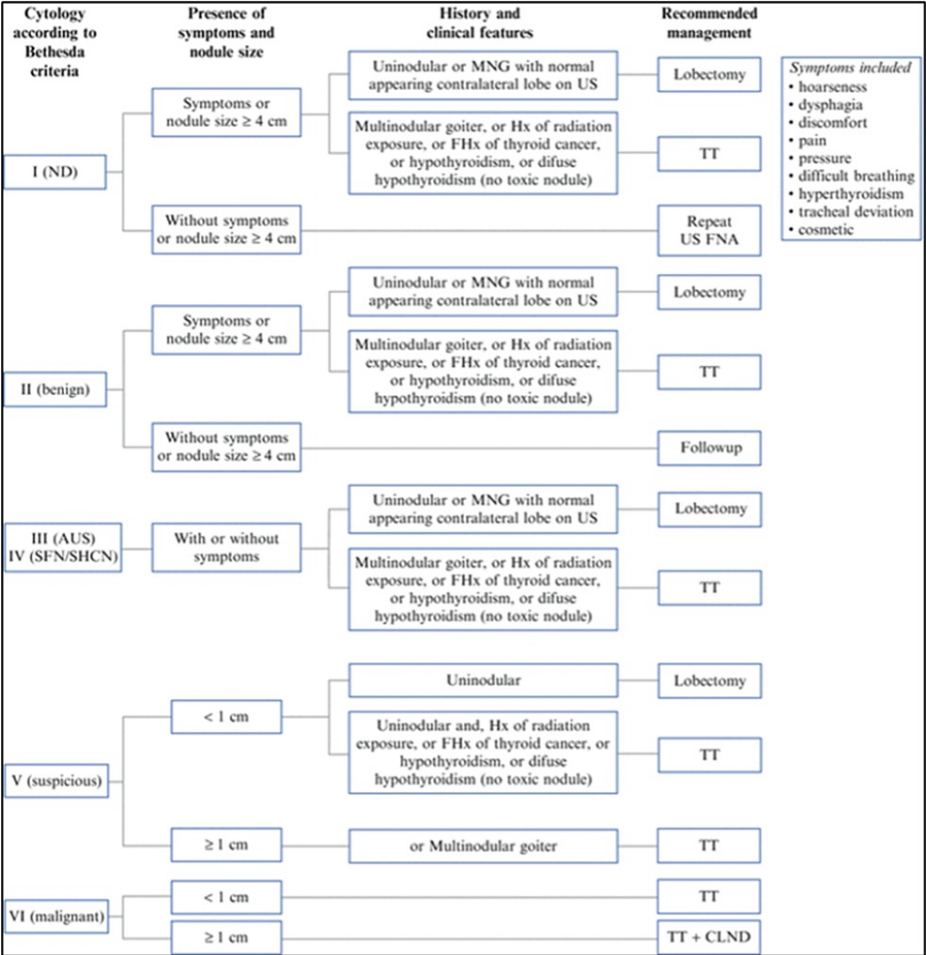 Cytology
according to
Bethesda
criteria
Presence of
symptoms and
nodule size
History and
clinical features
Recommended
management
I (ND)
Symptoms or
nodule size ≥ 4 cm
Uninodular or MNG with normal
appearing contralateral lobe on US
Lobectomy
Multinodular goiter, or Hx of radiation
exposure, or FHx of thyroid cancer,
or hypothyroidism, or difuse
hypothyroidism (no toxic nodule)
TT
Without symptoms
or nodule size ≥ 4 cm
Repeat
US FNA
Symptoms included
• hoarseness
• dysphagia
• discomfort
• pain
• pressure
• difficult breathing
• hyperthyroidism
• tracheal deviation
• cosmetic
II (benign)
Symptoms or
nodule size ≥ 4 cm
Uninodular or MNG with normal
appearing contralateral lobe on US
Lobectomy
Multinodular goiter, or Hx of radiation
exposure, or FHx of thyroid cancer,
or hypothyroidism, or difuse
hypothyroidism (no toxic nodule)
TT
Without symptoms
or nodule size ≥ 4 cm
Followup
III (AUS)
IV (SFN/SHCN)
With or without
symptoms
Uninodular or MNG with normal
appearing contralateral lobe on US
Lobectomy
Multinodular goiter, or Hx of radiation
exposure, or FHx of thyroid cancer,
or hypothyroidism, or difuse
hypothyroidism (no toxic nodule)
TT
V (suspicious)
< 1 cm
Uninodular
Lobectomy
Uninodular and, Hx of radiation
exposure, or FHx of thyroid cancer, or
hypothyroidism, or difuse
hypothyroidism (no toxic nodule)
TT
≥ 1 cm
or Multinodular goiter
TT
VI (malignant)
< 1 cm
TT
≥ 1 cm
TT + CLND